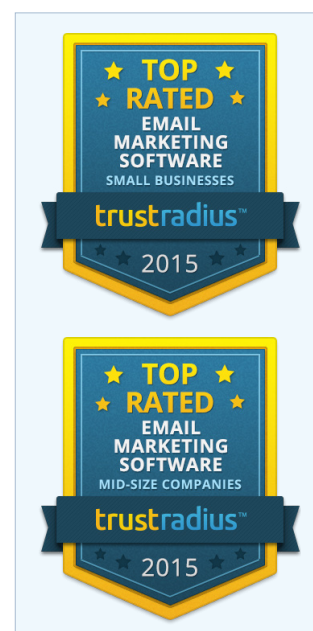 TOP
RATED
EMAIL
MARKETING
SOFTWARE
SMALL BUSINESSES
trustradius™
2015
TOP
RATED
EMAIL
MARKETING
SOFTWARE
MID-SIZE COMPANIES
trustradius™
2015